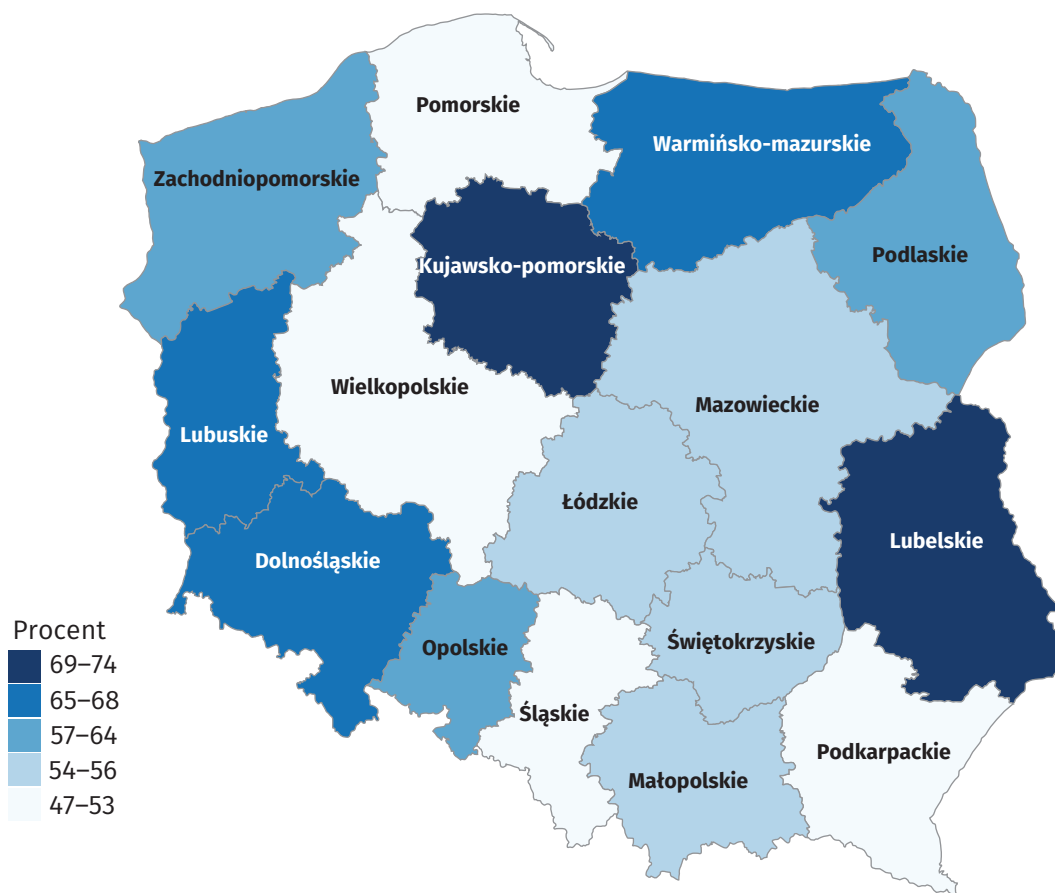 Pomorskie
Warmińsko-mazurskie
Zachodniopomorskie
Podlaskie
Kujawsko-pomorskie
Wielkopolskie
Mazowieckie
Lubuskie
Łódzkie
Lubelskie
Dolnośląskie
Świętokrzyskie
Opolskie
Śląskie
Podkarpackie
Małopolskie
Procent
69–74
65–68
57–64
54–56
47–53